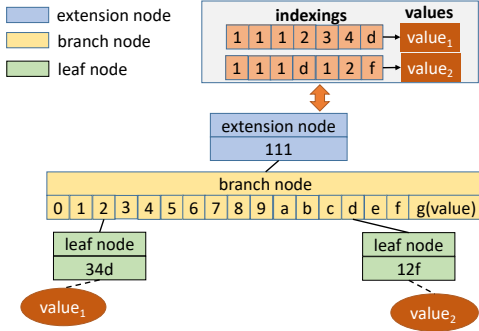 extension node
branch node
leaf node
indexings values
1 1 1 2 3 4 d value1
1 1 1 d 1 2 f value2
extension node
111
branch node
0 1 2 3 4 5 6 7 8 9 a b c d e f g(value)
leaf node
34d
leaf node
12f
value1
value2